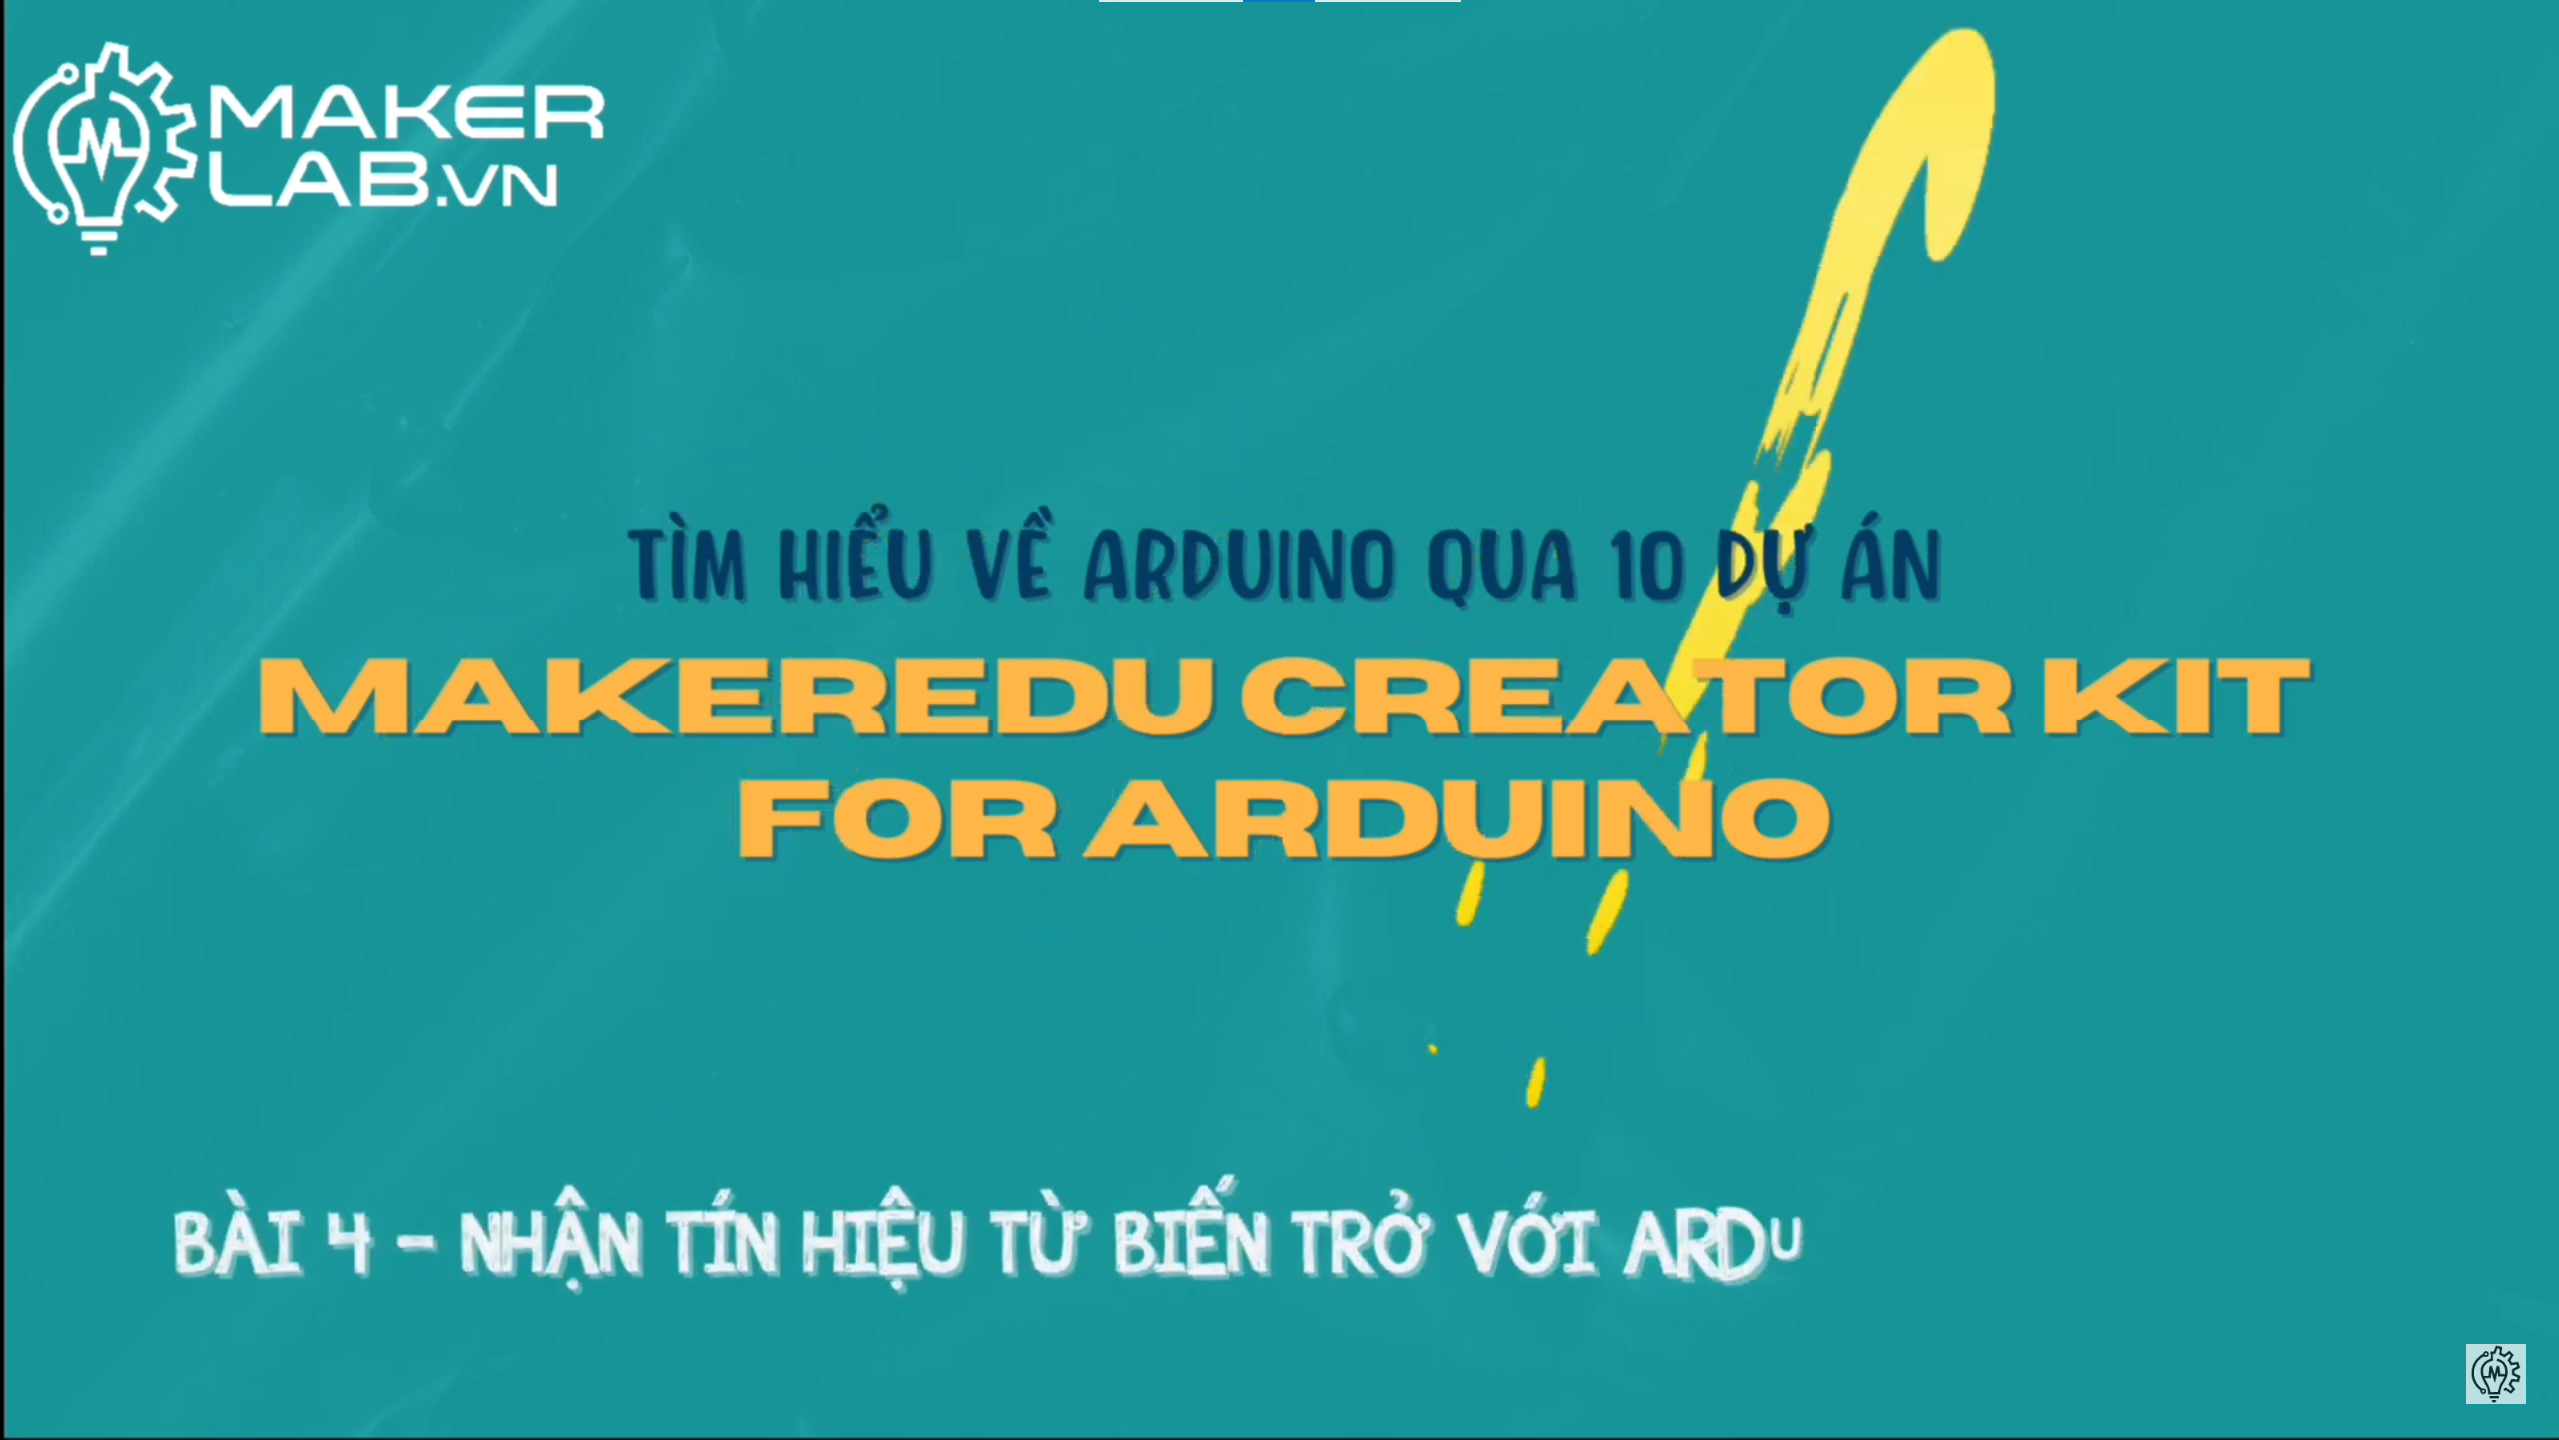 MAKER
LAB.VN
TÌM HIỂU VỀ ARDUINO QUA 10 DỰ ÁN
MAKEREDU CREATOR KIT
FOR ARDUINO
BÀI 4 - NHẬN TÍN HIỆU TỪ BIẾN TRỞ VỚI ARDU